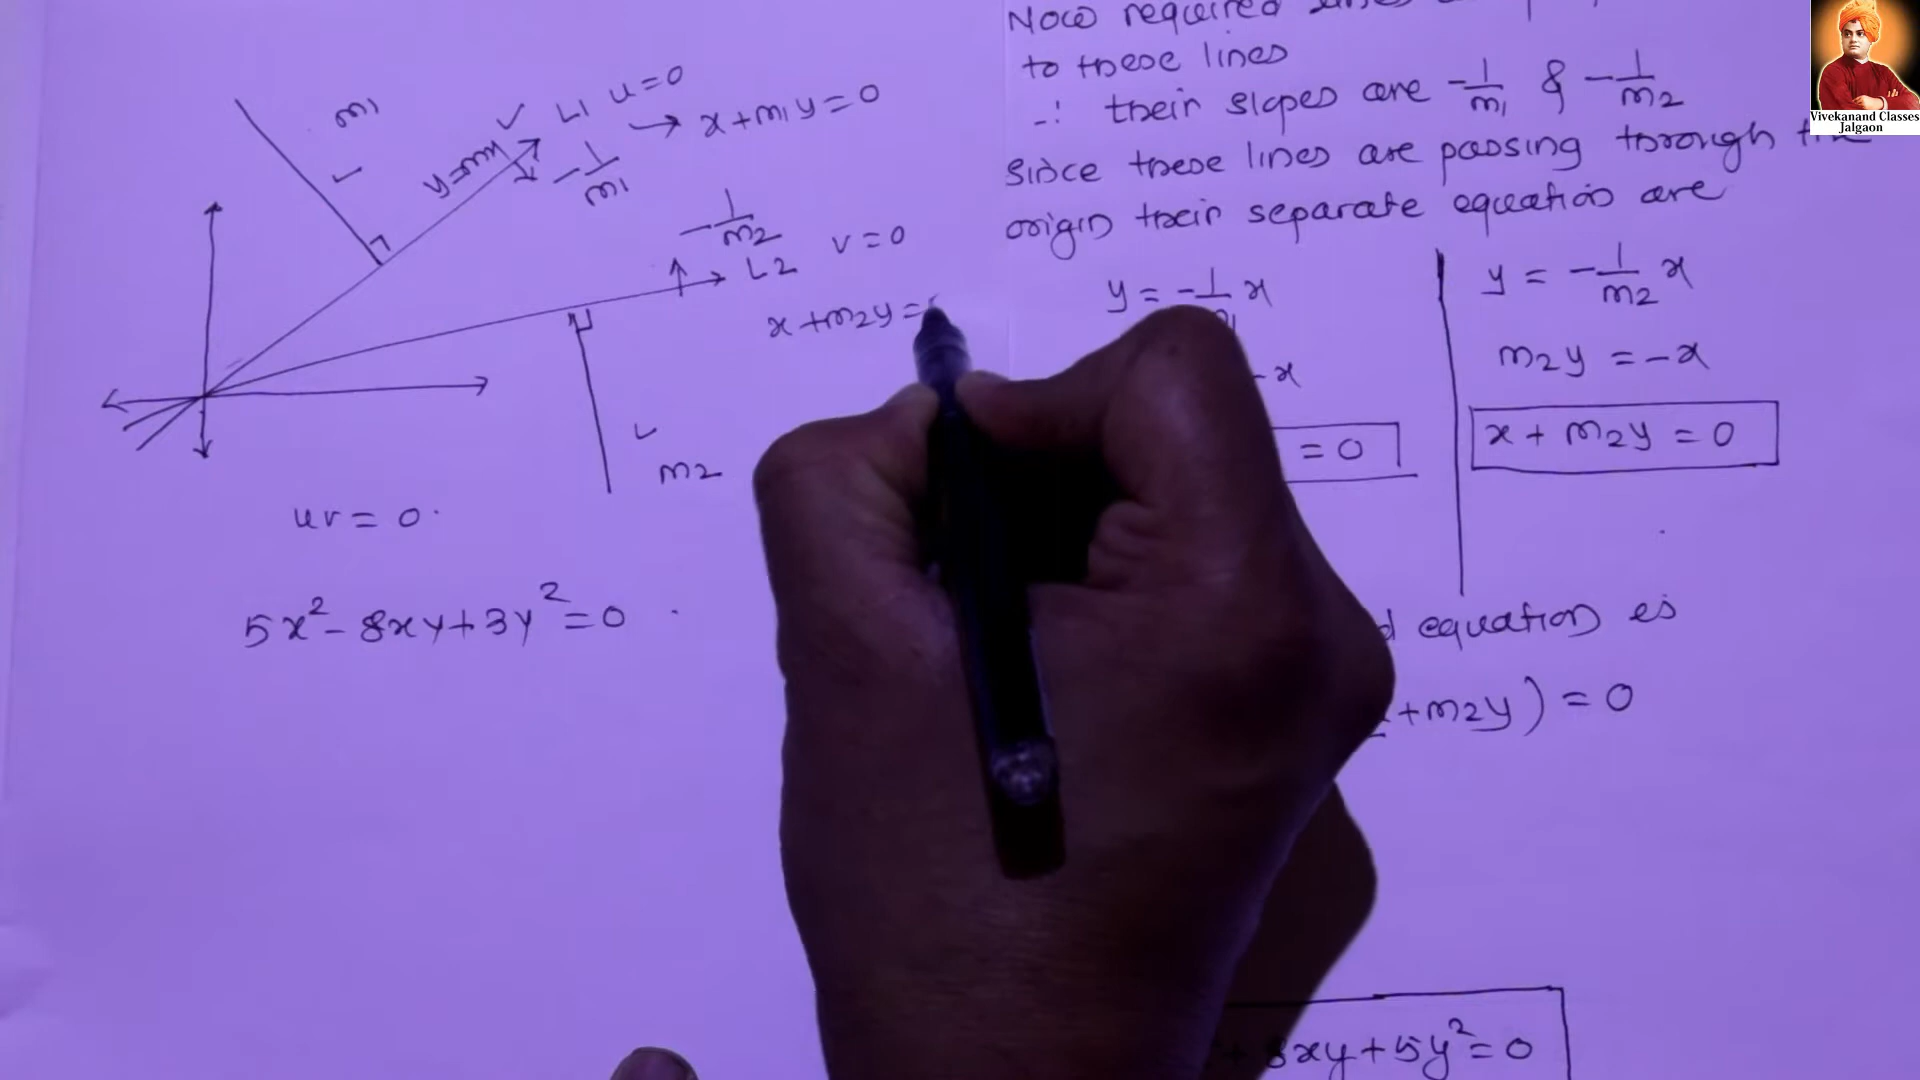 m1
L1 u=0
y=mx
-1/m1 → x+m1y=0
-1/m2
v=0
L2
x+m2y=
m2
uv=0.
5x²-8xy+3y²=0
Now required
to these lines
∴ their slopes are -1/m1 & -1/m2
Since these lines are passing through
origin their separate equation are
y = -1/ x
-x
= 0
y = -1/m2 x
m2y = -x
x + m2y = 0
equation is
+m2y) = 0
8xy+5y²=0
Vivekanand Classes
Jalgaon